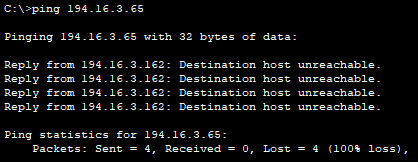 C:\>ping 194.16.3.65
Pinging 194.16.3.65 with 32 bytes of data:
Reply from 194.16.3.162: Destination host unreachable.
Reply from 194.16.3.162: Destination host unreachable.
Reply from 194.16.3.162: Destination host unreachable.
Reply from 194.16.3.162: Destination host unreachable.
Ping statistics for 194.16.3.65:
    Packets: Sent = 4, Received = 0, Lost = 4 (100% loss),